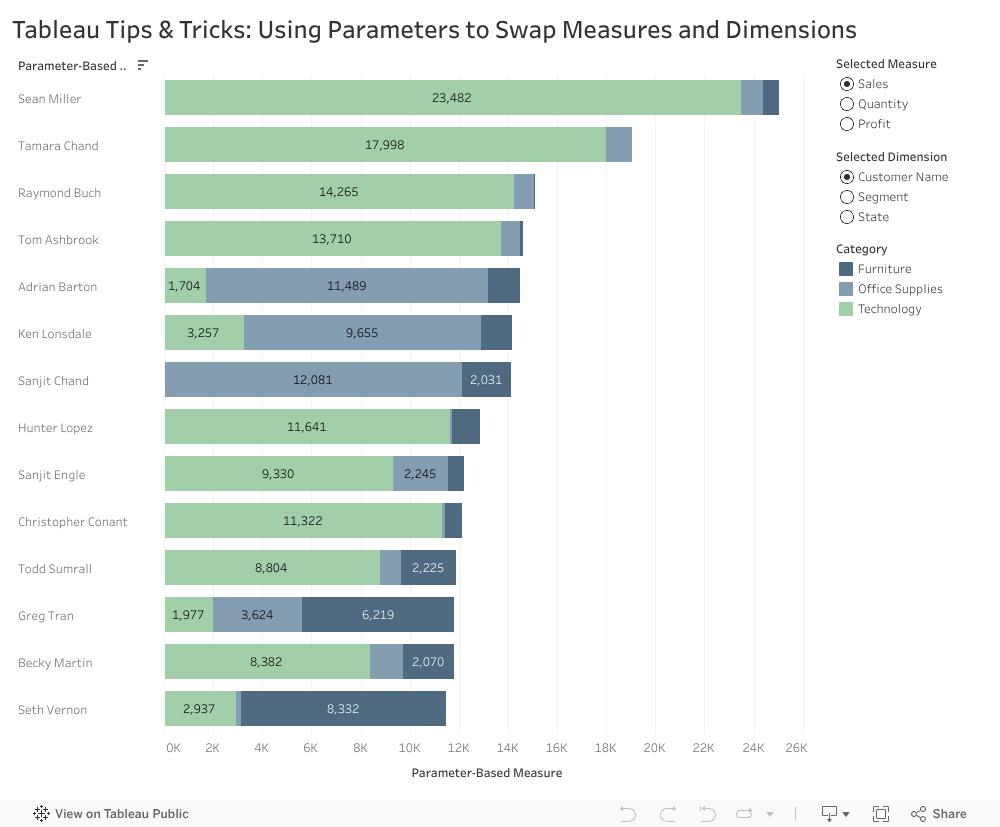 Tableau Tips & Tricks: Using Parameters to Swap Measures and Dimensions
Parameter-Based ..
Sean Miller
23,482
Tamara Chand
17,998
Raymond Buch
14,265
Tom Ashbrook
13,710
Adrian Barton
1,704 11,489
Ken Lonsdale
3,257 9,655
Sanjit Chand
12,081 2,031
Hunter Lopez
11,641
Sanjit Engle
9,330 2,245
Christopher Conant
11,322
Todd Sumrall
8,804 2,225
Greg Tran
1,977 3,624 6,219
Becky Martin
8,382 2,070
Seth Vernon
2,937 8,332
0K 2K 4K 6K 8K 10K 12K 14K 16K 18K 20K 22K 24K 26K
Parameter-Based Measure
Selected Measure
Sales
Quantity
Profit
Selected Dimension
Customer Name
Segment
State
Category
Furniture
Office Supplies
Technology
View on Tableau Public
Share